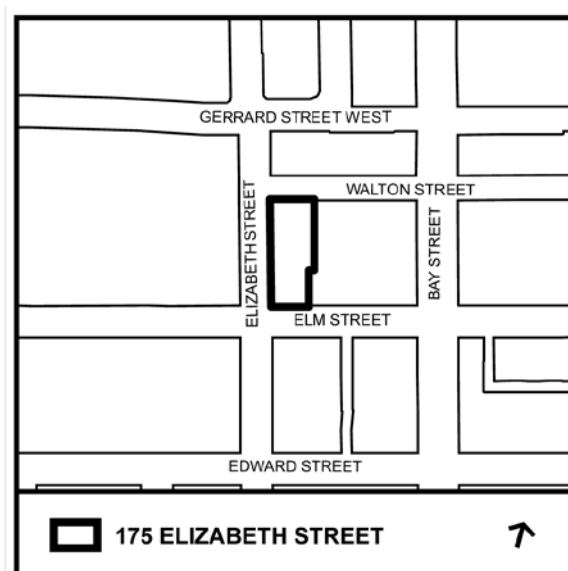 GERRARD STREET WEST
WALTON STREET
ELIZABETH STREET
BAY STREET
ELM STREET
EDWARD STREET
175 ELIZABETH STREET